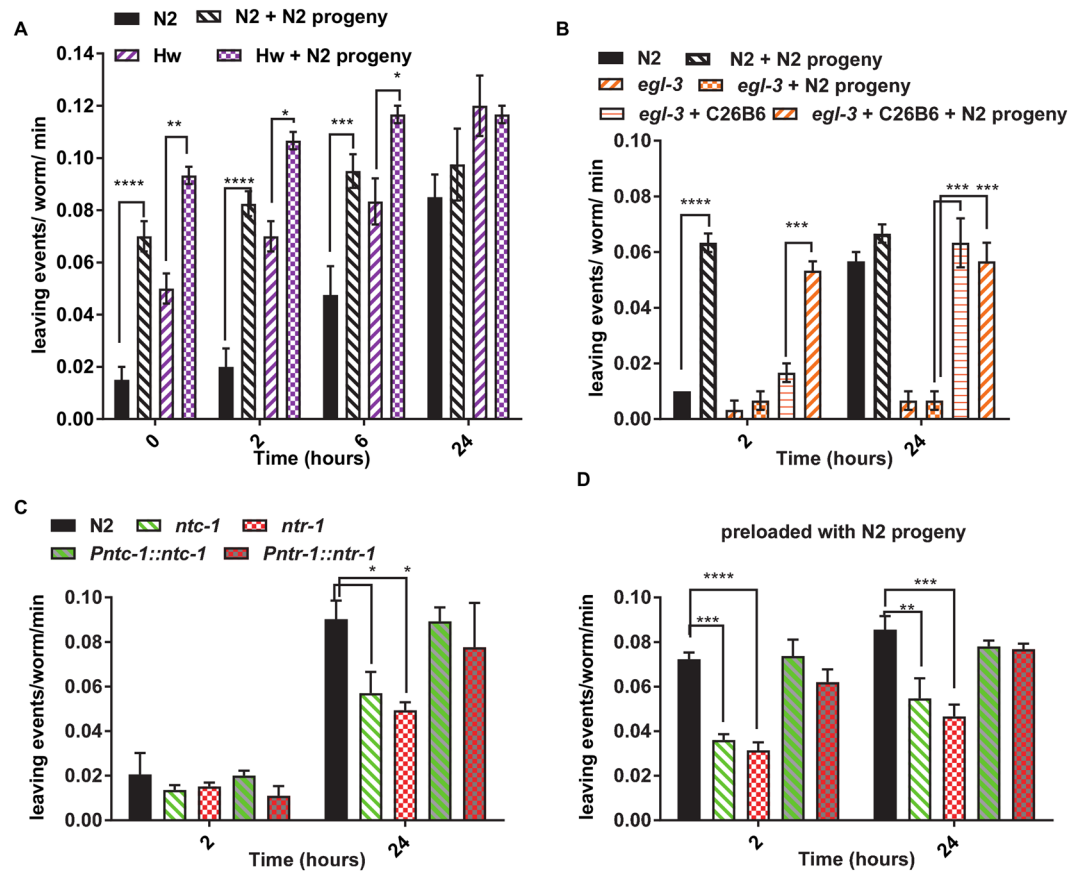 A
N2
N2 + N2 progeny
Hw
Hw + N2 progeny
leaving events/ worm/ min
0.14
0.12
0.10
0.08
0.06
0.04
0.02
0.00
****
**
****
*
***
*
0
2
6
24
Time (hours)
B
N2
N2 + N2 progeny
egl-3
egl-3 + N2 progeny
egl-3 + C26B6
egl-3 + C26B6 + N2 progeny
leaving events/ worm/ min
0.10
0.08
0.06
0.04
0.02
0.00
****
***
***
***
2
24
Time (hours)
C
N2
ntc-1
ntr-1
Pntc-1::ntc-1
Pntr-1::ntr-1
leaving events/worm/min
0.10
0.08
0.06
0.04
0.02
0.00
*
*
2
24
Time (hours)
D
preloaded with N2 progeny
leaving events/worm/min
0.10
0.08
0.06
0.04
0.02
0.00
****
***
***
**
2
24
Time (hours)